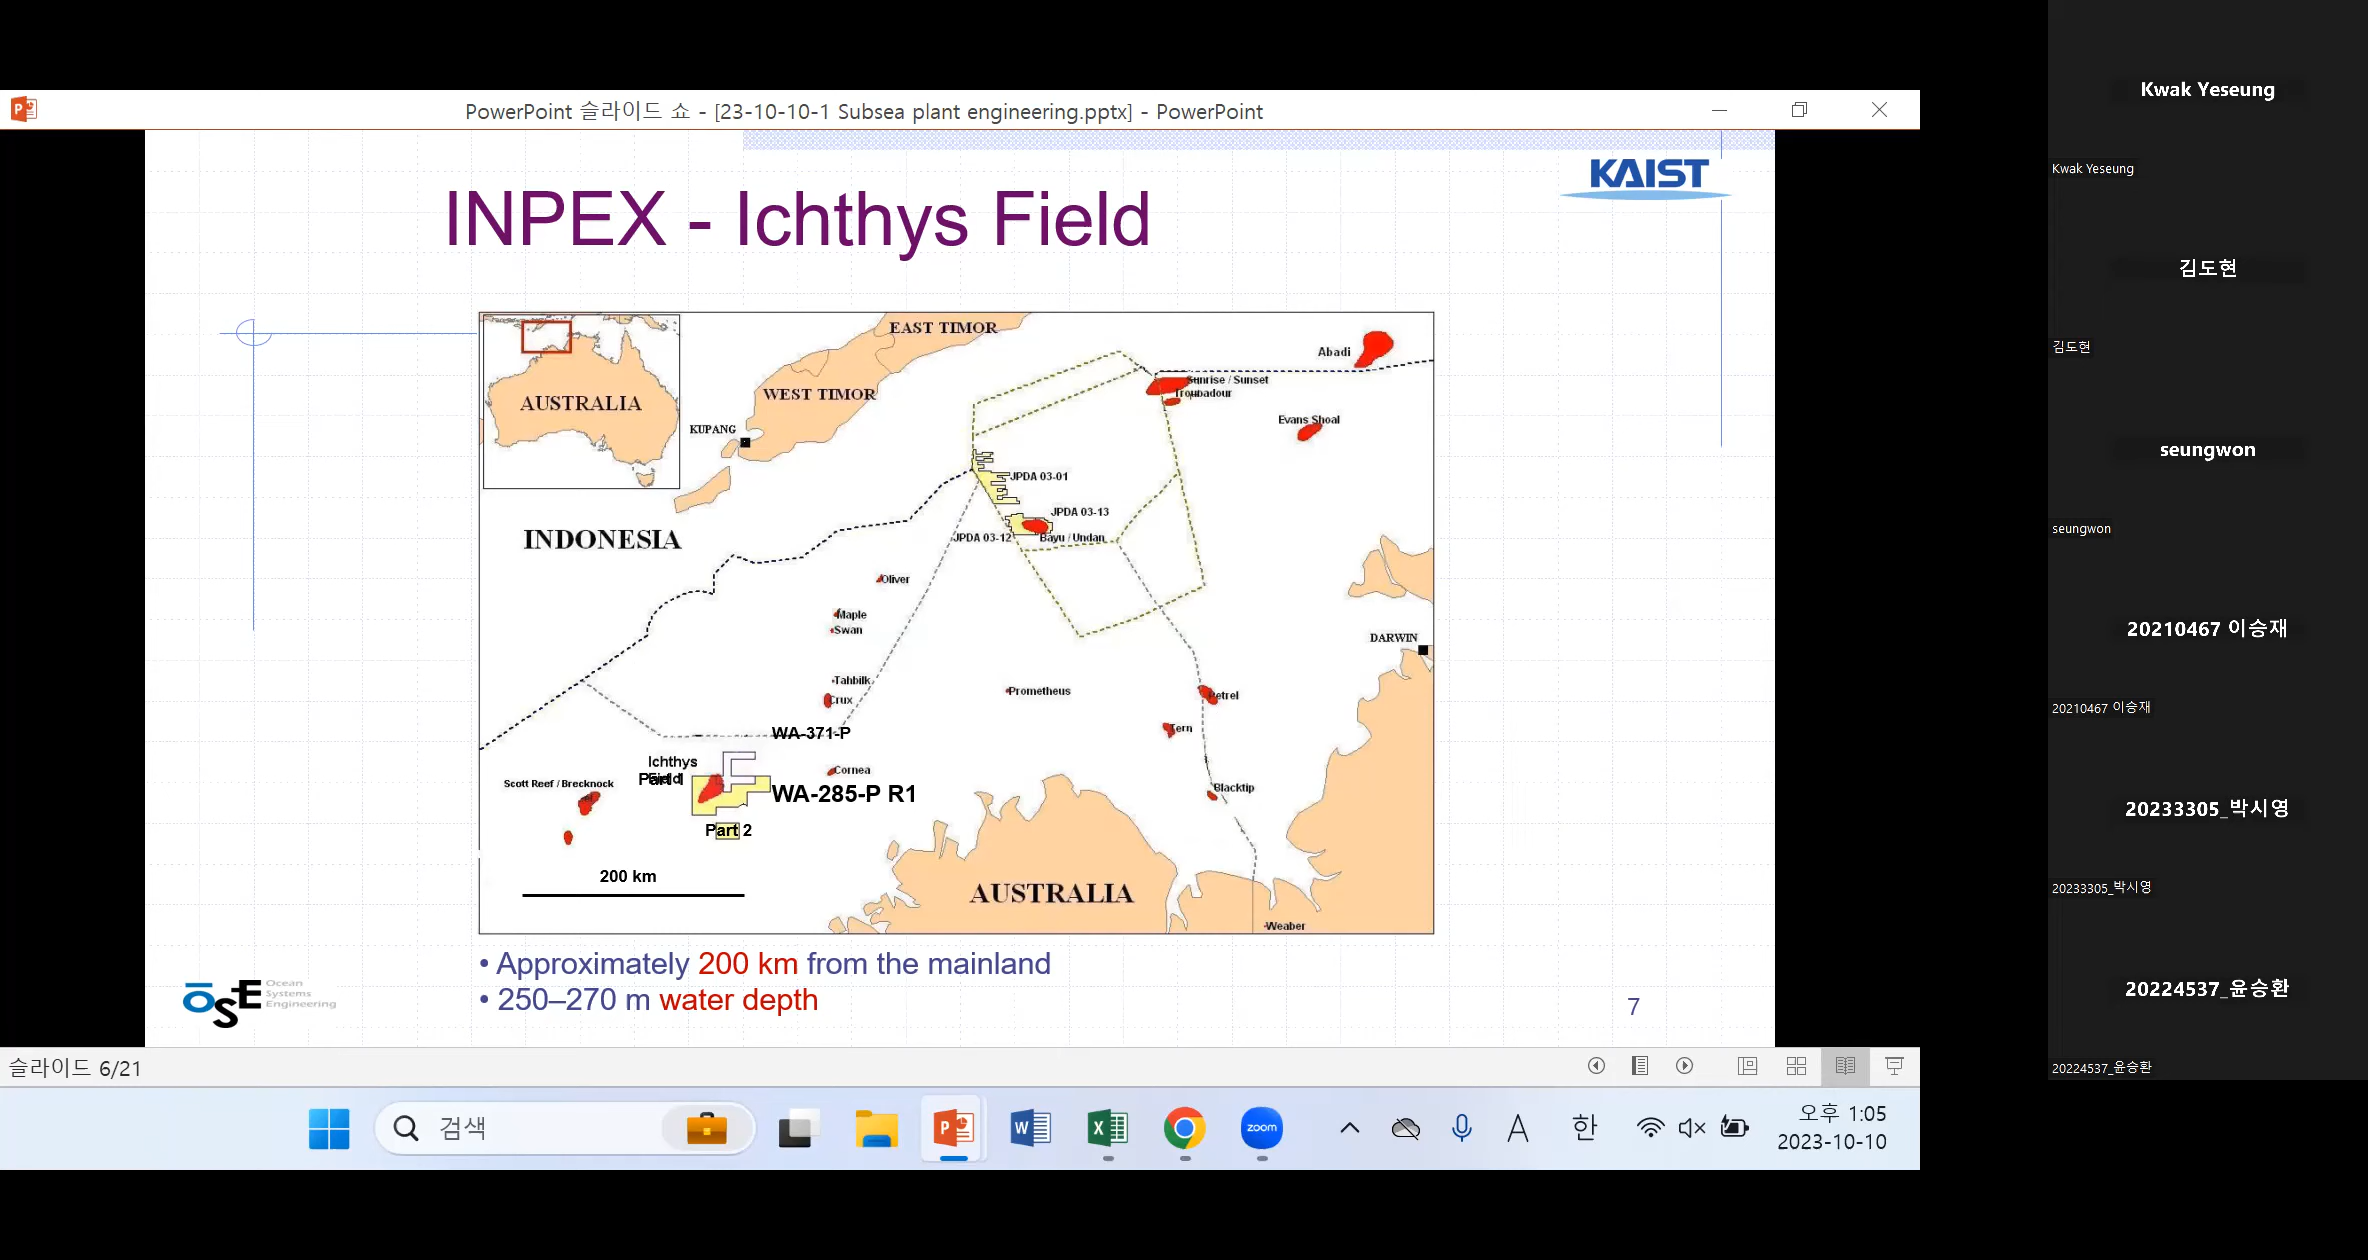 PowerPoint 슬라이드 쇼 - [23-10-10-1 Subsea plant engineering.pptx] - PowerPoint
KAIST
INPEX - Ichthys Field
EAST TIMOR
WEST TIMOR
KUPANG
AUSTRALIA
INDONESIA
Abadi
Sunrise / Sunset
Troubadour
Evans Shoal
JPDA 03-01
JPDA 03-13
JPDA 03-12
Bayu / Undan
Oliver
Maple
Swan
Tahbilk
Crux
Prometheus
Petrel
Tern
DARWIN
WA-371-P
Ichthys
Field
Part 1
Scott Reef / Brecknock
Cornea
WA-285-P R1
Part 2
Blacktip
200 km
AUSTRALIA
Weaber
• Approximately 200 km from the mainland
• 250–270 m water depth
OSE Ocean
Systems
Engineering
7
슬라이드 6/21
검색
zoom
A
한
오후 1:05
2023-10-10
Kwak Yeseung
Kwak Yeseung
김도현
김도현
seungwon
seungwon
20210467 이승재
20210467 이승재
20233305_박시영
20233305_박시영
20224537_윤승환
20224537_윤승환